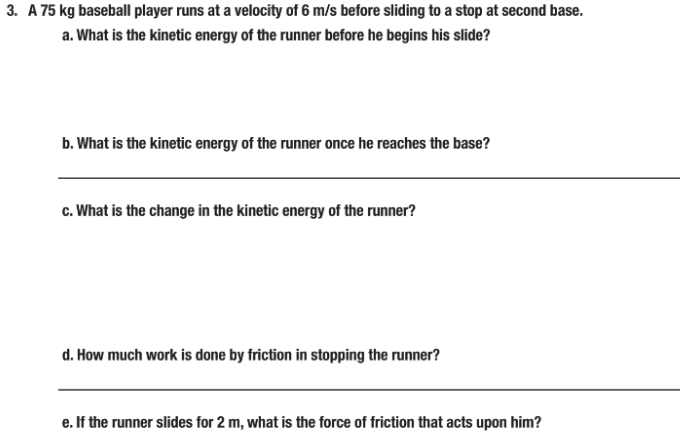 3. A 75 kg baseball player runs at a velocity of 6 m/s before sliding to a stop at second base.
a. What is the kinetic energy of the runner before he begins his slide?
b. What is the kinetic energy of the runner once he reaches the base?
c. What is the change in the kinetic energy of the runner?
d. How much work is done by friction in stopping the runner?
e. If the runner slides for 2 m, what is the force of friction that acts upon him?